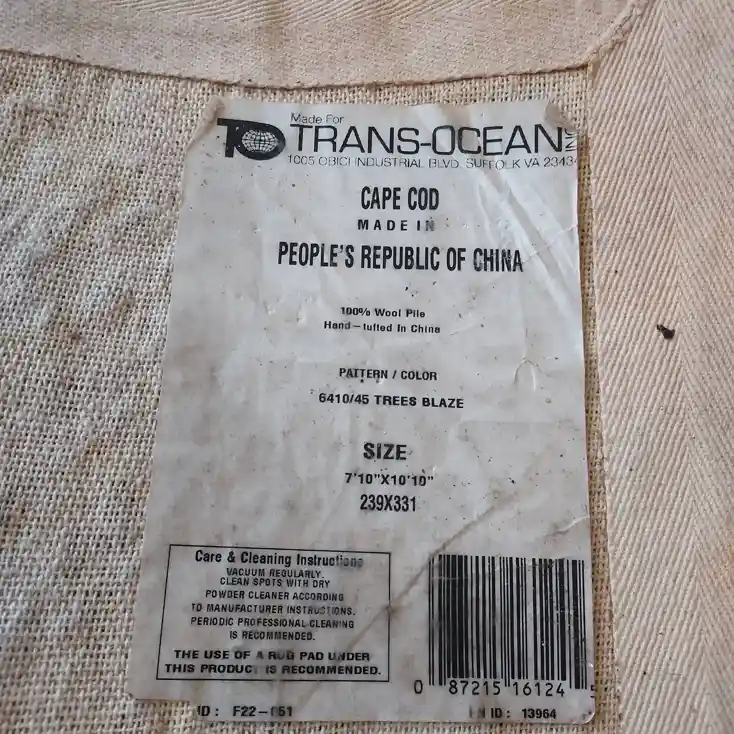 Made For
TO TRANS-OCEAN INC
1005 OBICI INDUSTRIAL BLVD. SUFFOLK VA 2343
CAPE COD
MADE IN
PEOPLE'S REPUBLIC OF CHINA
100% Wool Pile
Hand-tufted In China
PATTERN / COLOR
6410/45 TREES BLAZE
SIZE
7'10"X10'10"
239X331
Care & Cleaning Instructions
VACUUM REGULARLY.
CLEAN SPOTS WITH DRY
POWDER CLEANER ACCORDING
TO MANUFACTURER INSTRUCTIONS.
PERIODIC PROFESSIONAL CLEANING
IS RECOMMENDED.
THE USE OF A RUG PAD UNDER
THIS PRODUCT IS RECOMMENDED.
0 87215 16124
ID: F22-051
ID: 13964